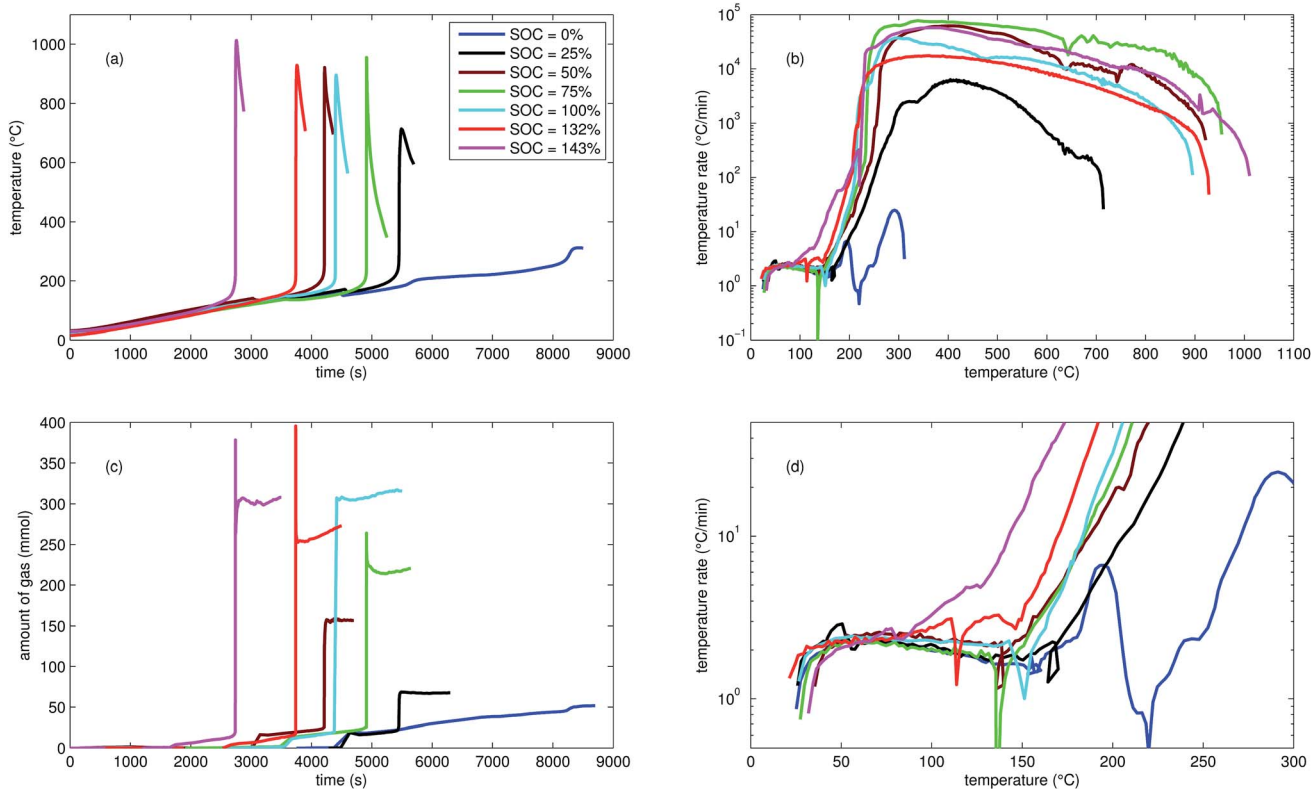 (a)
temperature (°C)
1000
800
600
400
200
0
0 1000 2000 3000 4000 5000 6000 7000 8000 9000
time (s)
SOC = 0%
SOC = 25%
SOC = 50%
SOC = 75%
SOC = 100%
SOC = 132%
SOC = 143%
(b)
temperature rate (°C/min)
10^5
10^4
10^3
10^2
10^1
10^0
10^-1
0 100 200 300 400 500 600 700 800 900 1000 1100
temperature (°C)
(c)
amount of gas (mmol)
400
350
300
250
200
150
100
50
0
0 1000 2000 3000 4000 5000 6000 7000 8000 9000
time (s)
(d)
temperature rate (°C/min)
10^1
10^0
0 50 100 150 200 250 300
temperature (°C)